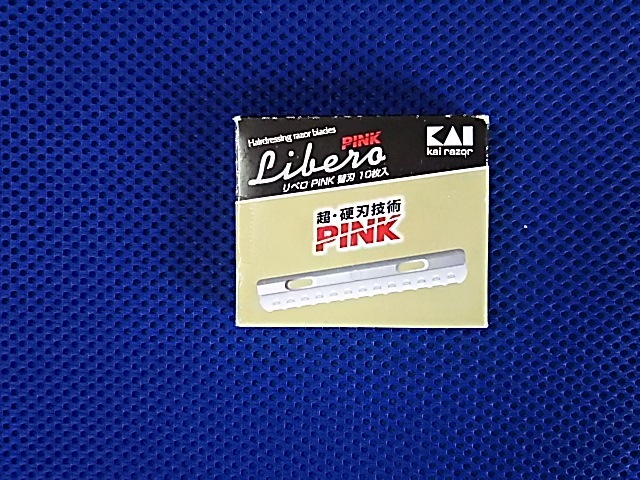 Hairdressing razor blades
PINK
Libero
リベロ PINK 替刃 10枚入
KAI
kai razor
超・硬刃技術
PINK